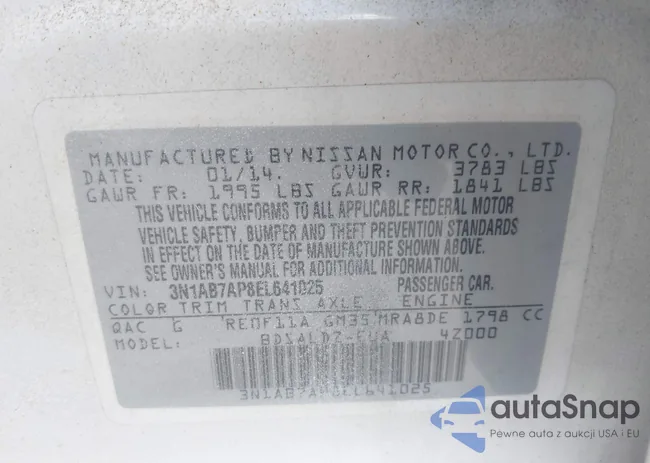 MANUFACTURED BY NISSAN MOTOR CO., LTD.
DATE: 01/14. GVWR: 3783 LBS
GAWR FR: 1995 LBS GAWR RR: 1841 LBS
THIS VEHICLE CONFORMS TO ALL APPLICABLE FEDERAL MOTOR
VEHICLE SAFETY, BUMPER AND THEFT PREVENTION STANDARDS
IN EFFECT ON THE DATE OF MANUFACTURE SHOWN ABOVE.
SEE OWNER'S MANUAL FOR ADDITIONAL INFORMATION
VIN: 3N1AB7AP8EL641025 PASSENGER CAR.
COLOR TRIM TRANS AXLE ENGINE
QAC G RE0F11A GM35 MRA8DE 1798 CC
BDSALDZ-EUA 4Z000
3N1AB7AP8EL641025
autaSnap
Pewne auta z aukcji USA i EU